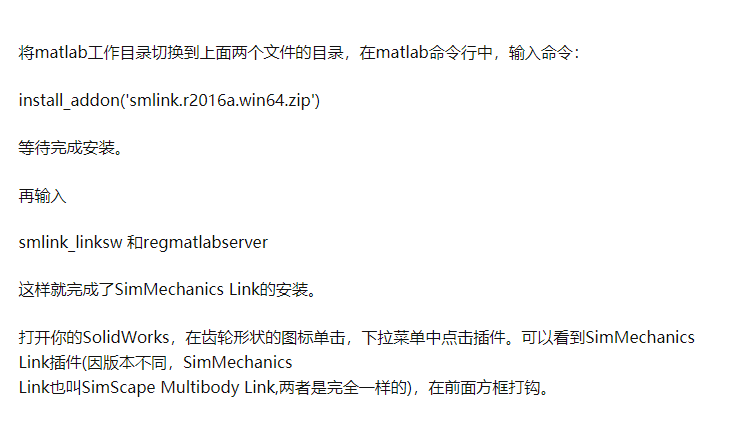 将matlab工作目录切换到上面两个文件的目录，在matlab命令行中，输入命令：
install_addon('smlink.r2016a.win64.zip')
等待完成安装。
再输入
smlink_linksw 和regmatlabserver
这样就完成了SimMechanics Link的安装。
打开你的SolidWorks，在齿轮形状的图标单击，下拉菜单中点击插件。可以看到SimMechanics
Link插件(因版本不同，SimMechanics
Link也叫SimScape Multibody Link,两者是完全一样的)，在前面方框打钩。